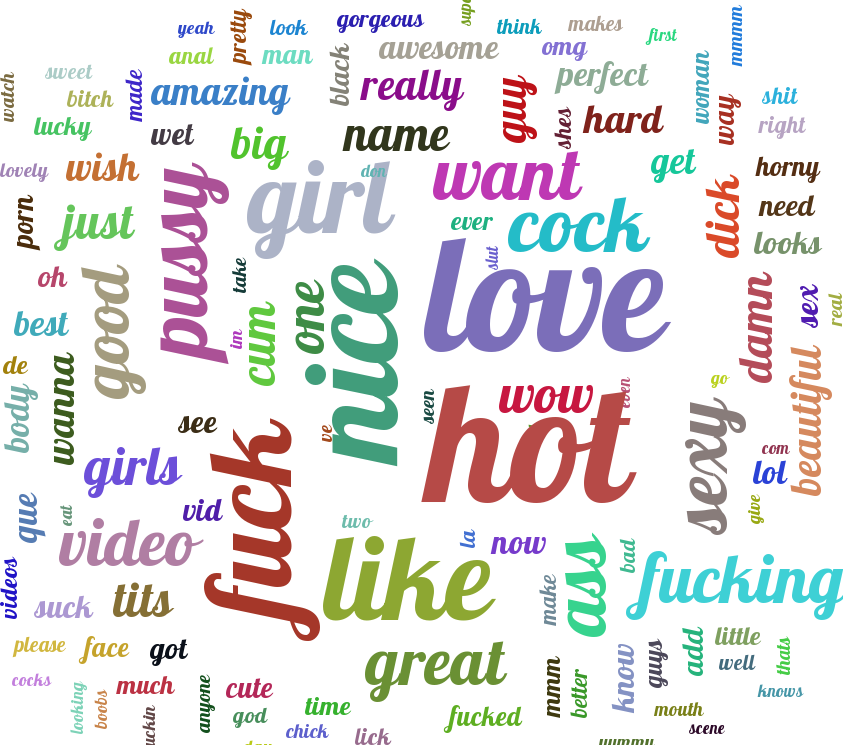 yeah
pretty
look
gorgeous
think
makes
first
mmmm
anal
man
black
awesome
omg
sweet
watch
bitch
made
amazing
really
guy
perfect
woman
way
shit
lucky
wet
big
name
shes
hard
right
lovely
wish
pussy
girl
don
want
get
dick
horny
porn
just
ever
cock
need
looks
oh
good
take
one
nice
slut
love
damn
sex
real
best
im
cum
de
body
wanna
seen
wow
even
go
beautiful
see
ve
hot
sexy
com
girls
fuck
lol
que
eat
vid
give
video
two
la
now
bad
videos
suck
tits
like
make
ass
fucking
please
face
got
great
know
guys
add
little
well
thats
cocks
looking
boobs
much
anyone
cute
mmm
better
knows
time
god
fucked
mouth
chick
lick
scene